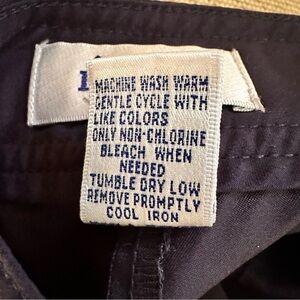 MACHINE WASH WARM
GENTLE CYCLE WITH
LIKE COLORS
ONLY NON-CHLORINE
BLEACH WHEN
NEEDED
TUMBLE DRY LOW
REMOVE PROMPTLY
COOL IRON